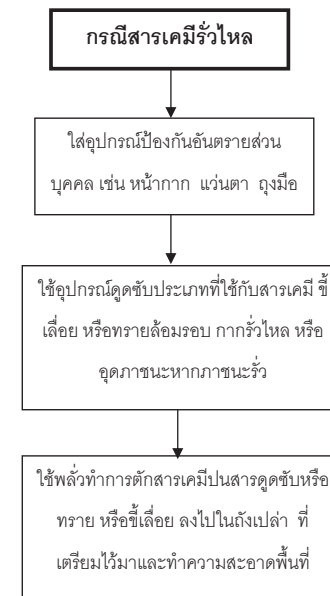 กรณีสารเคมีรั่วไหล
ใส่อุปกรณ์ป้องกันอันตรายส่วน
บุคคล เช่น หน้ากาก แว่นตา ถุงมือ
ใช้อุปกรณ์ดูดซับประเภทที่ใช้กับสารเคมี ขี้
เลื่อย หรือทรายล้อมรอบ กากรั่วไหล หรือ
อุดภาชนะหากภาชนะรั่ว
ใช้พลั่วทำการตักสารเคมีปนสารดูดซับหรือ
ทราย หรือขี้เลื่อย ลงไปในถังเปล่า ที่
เตรียมไว้มาและทำความสะอาดพื้นที่